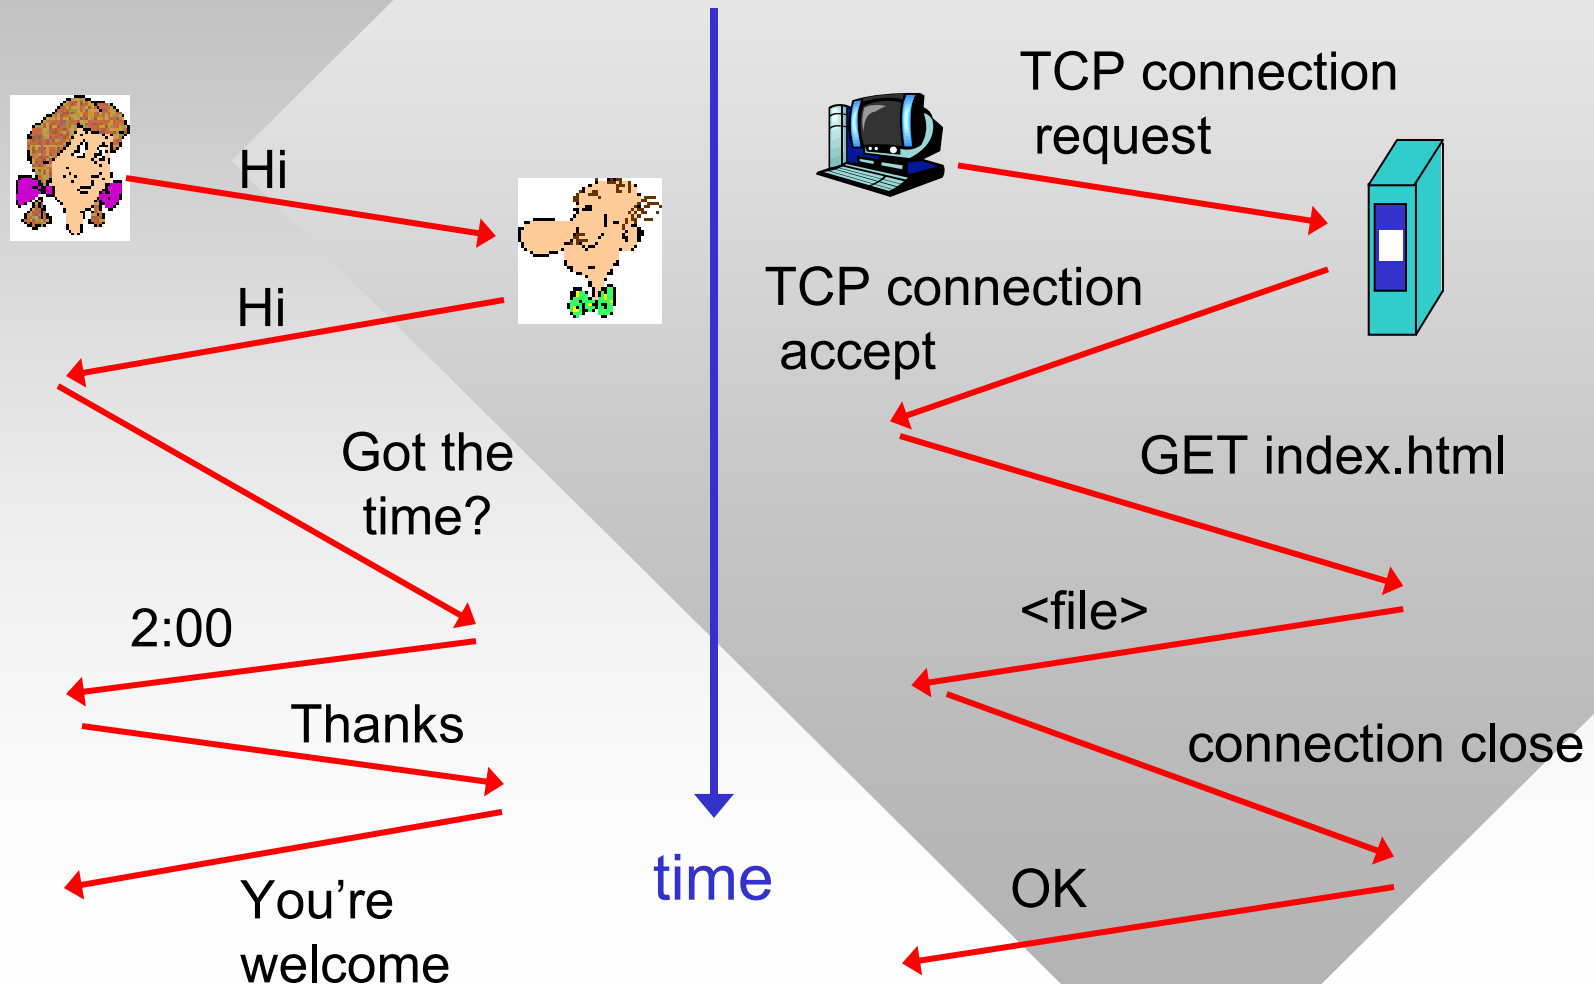 Hi
Hi
Got the
time?
2:00
Thanks
You’re
welcome
time
TCP connection
request
TCP connection
accept
GET index.html
<file>
connection close
OK